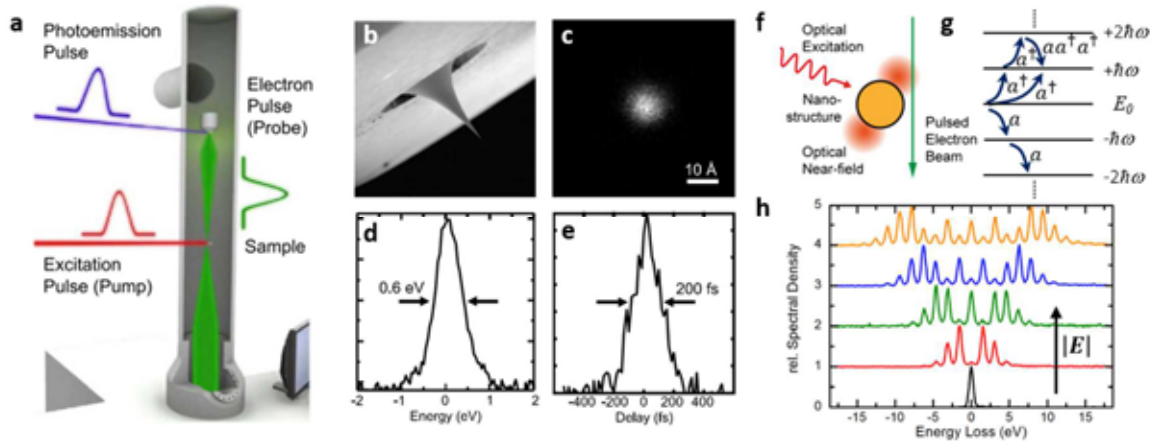 a
Photoemission
Pulse
Electron
Pulse
(Probe)
Sample
Excitation
Pulse (Pump)
b
c
10 Å
d
0.6 eV
-2 -1 0 1 2
Energy (eV)
e
200 fs
-400 -200 0 200 400
Delay (fs)
f
Optical
Excitation
Nano-
structure
Optical
Near-field
Pulsed
Electron
Beam
g
+2ħω
a† aa†a†
+ħω
a† a†
E₀
a
-ħω
a
-2ħω
h
rel. Spectral Density
5
4
3
2
1
0
|E|
-15 -10 -5 0 5 10 15
Energy Loss (eV)